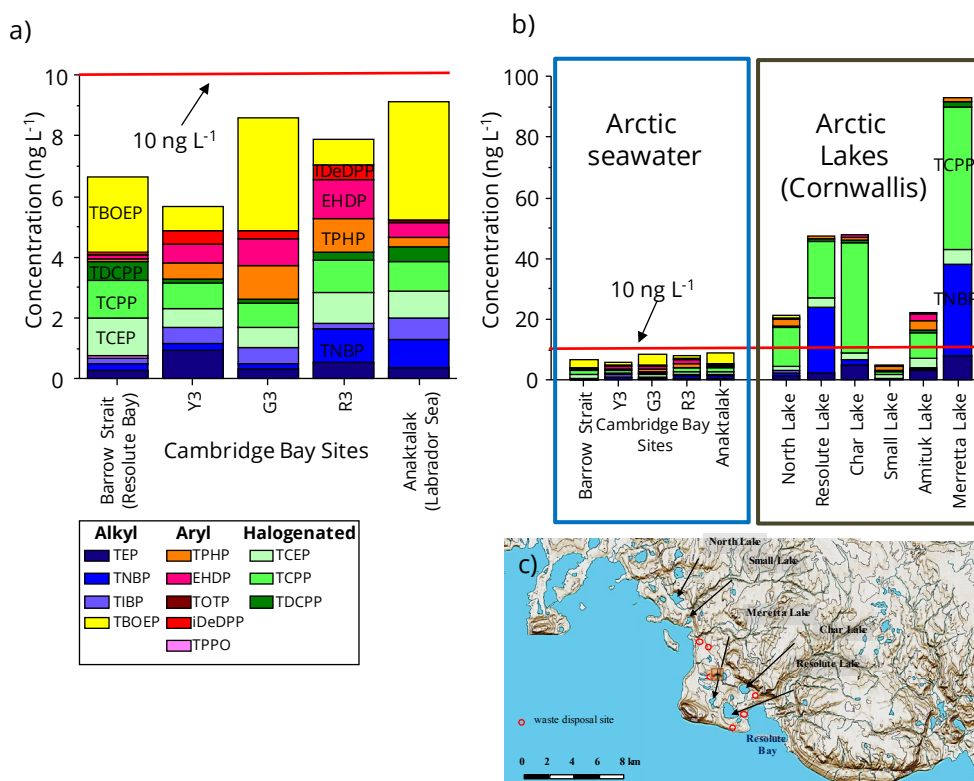 a)
Concentration (ng L-1)
10
8
6
4
2
0
10 ng L-1
TBOEP
TDCPP
TCPP
TCEP
IDeDPP
EHDP
TPHP
TNBP
Barrow Strait
(Resolute Bay)
Y3
G3
R3
Anaktalak
(Labrador Sea)
Cambridge Bay Sites
Alkyl
TEP
TNBP
TIBP
TBOEP
Aryl
TPHP
EHDP
TOTP
iDeDPP
TPPO
Halogenated
TCEP
TCPP
TDCPP
b)
Concentration (ng L-1)
100
80
60
40
20
0
Arctic
seawater
10 ng L-1
Barrow Strait
Y3
G3
R3
Anaktalak
Cambridge Bay
Sites
Arctic
Lakes
(Cornwallis)
TCPP
TNBP
North Lake
Resolute Lake
Char Lake
Small Lake
Amituk Lake
Merretta Lake
c)
North Lake
Small Lake
Meretta Lake
Char Lake
Resolute Lake
waste disposal site
Resolute
Bay
0 2 4 6 8 km